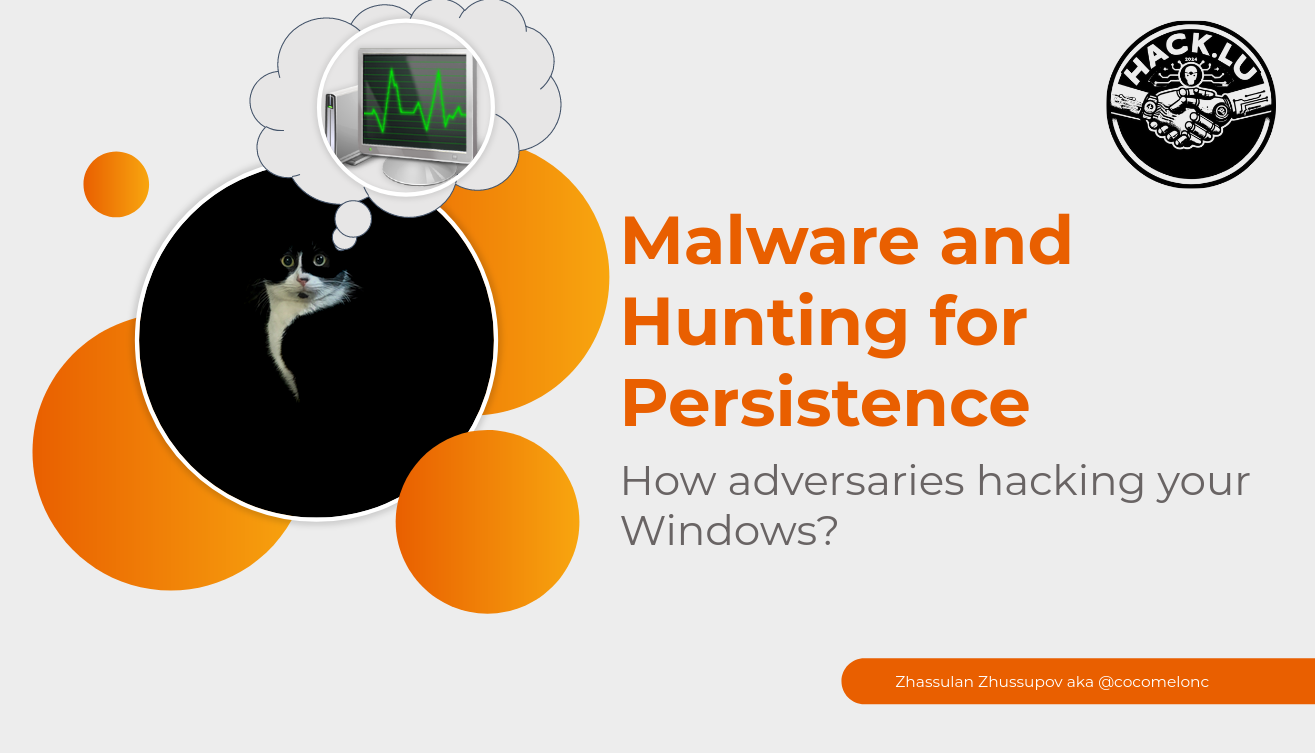 HACK.LU
2024
Malware and
Hunting for
Persistence
How adversaries hacking your
Windows?
Zhassulan Zhussupov aka @cocomelonc